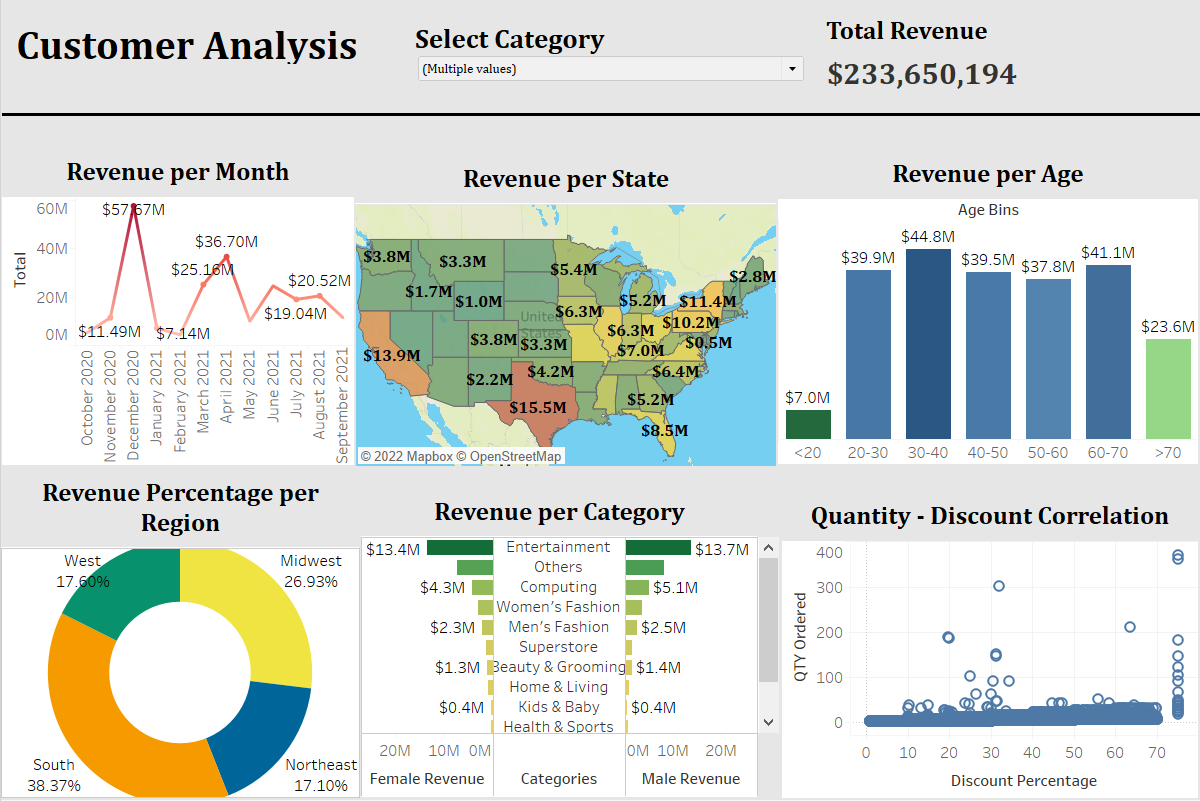 Customer Analysis
Select Category
(Multiple values)
Total Revenue
$233,650,194
Revenue per Month
Total
60M
40M
20M
0M
$57.67M
$36.70M
$25.16M
$20.52M
$19.04M
$11.49M
$7.14M
October 2020
November 2020
December 2020
January 2021
February 2021
March 2021
April 2021
May 2021
June 2021
July 2021
August 2021
September 2021
Revenue per State
United
States
$3.8M
$3.3M
$5.4M
$2.8M
$1.7M
$1.0M
$5.2M
$11.4M
$6.3M
$10.2M
$6.3M
$0.5M
$13.9M
$3.8M
$3.3M
$7.0M
$2.2M
$4.2M
$6.4M
$15.5M
$5.2M
$8.5M
© 2022 Mapbox © OpenStreetMap
Revenue per Age
Age Bins
$7.0M
$39.9M
$44.8M
$39.5M
$37.8M
$41.1M
$23.6M
<20
20-30
30-40
40-50
50-60
60-70
>70
Revenue Percentage per
Region
West
17.60%
Midwest
26.93%
South
38.37%
Northeast
17.10%
Revenue per Category
$13.4M Entertainment $13.7M
Others
$4.3M Computing $5.1M
Women's Fashion
$2.3M Men's Fashion $2.5M
Superstore
$1.3M Beauty & Grooming $1.4M
Home & Living
$0.4M Kids & Baby $0.4M
Health & Sports
20M 10M 0M 0M 10M 20M
Female Revenue Categories Male Revenue
Quantity - Discount Correlation
QTY Ordered
400
300
200
100
0
0 10 20 30 40 50 60 70
Discount Percentage